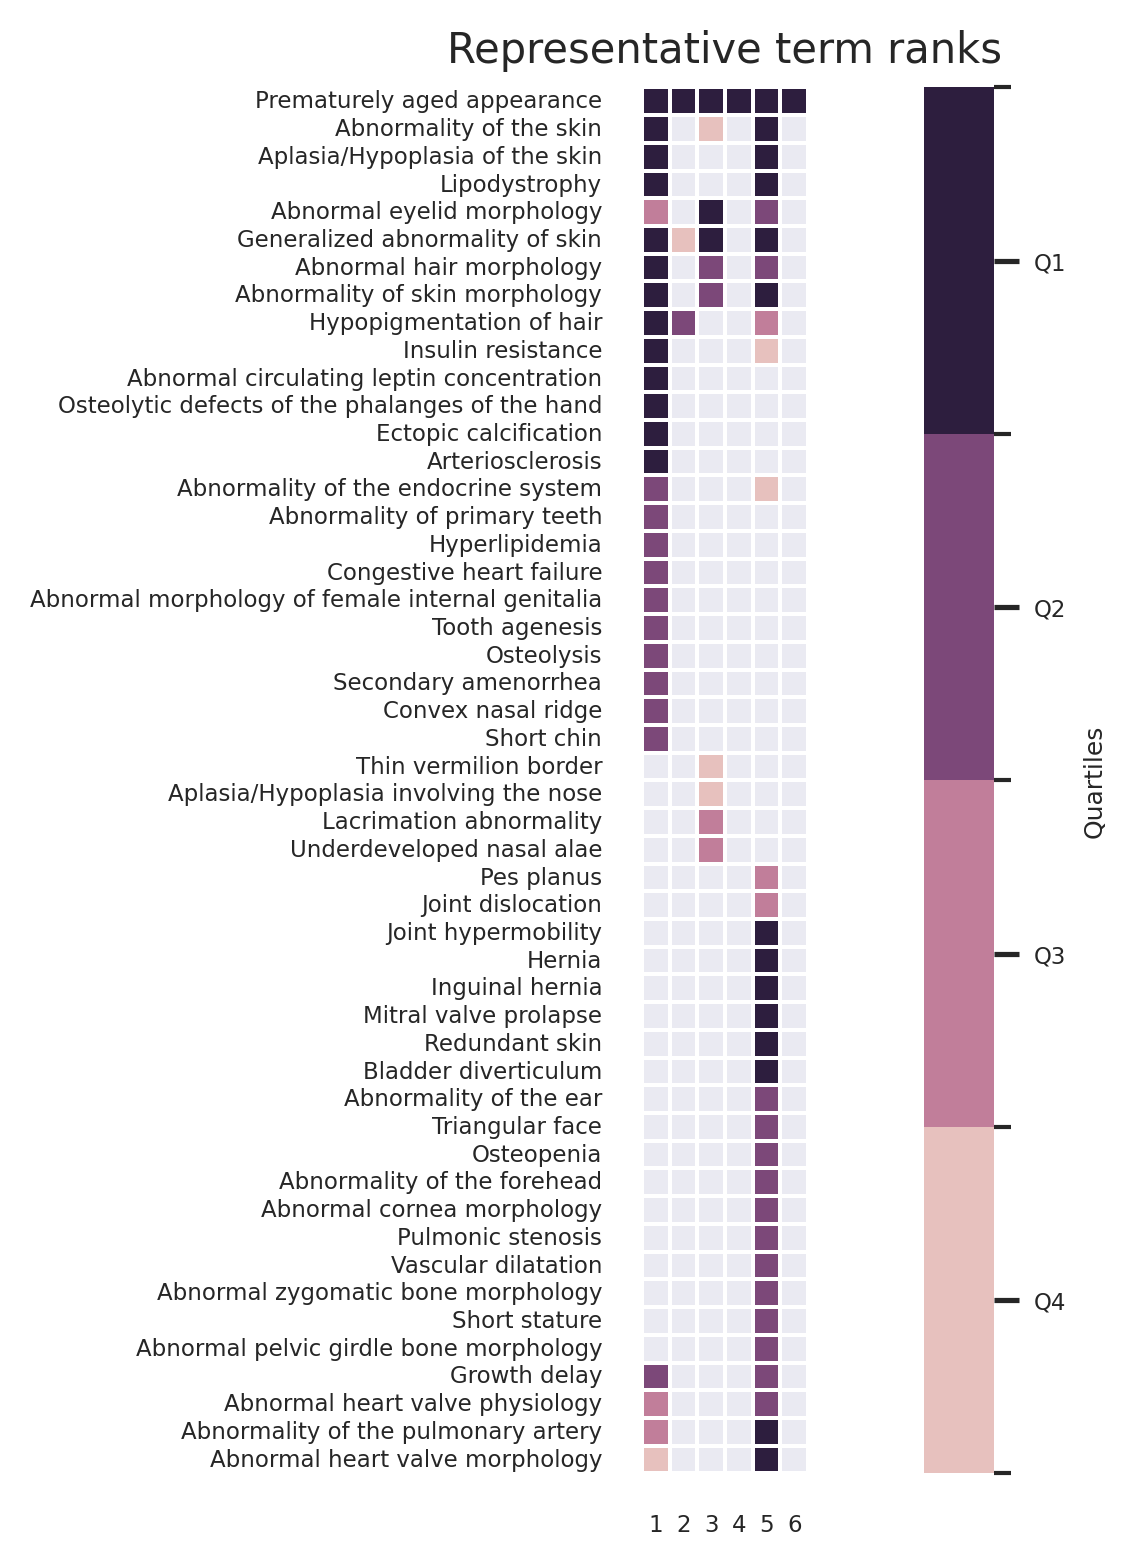 Representative term ranks
Prematurely aged appearance
Abnormality of the skin
Aplasia/Hypoplasia of the skin
Lipodystrophy
Abnormal eyelid morphology
Generalized abnormality of skin
Abnormal hair morphology
Abnormality of skin morphology
Hypopigmentation of hair
Insulin resistance
Abnormal circulating leptin concentration
Osteolytic defects of the phalanges of the hand
Ectopic calcification
Arteriosclerosis
Abnormality of the endocrine system
Abnormality of primary teeth
Hyperlipidemia
Congestive heart failure
Abnormal morphology of female internal genitalia
Tooth agenesis
Osteolysis
Secondary amenorrhea
Convex nasal ridge
Short chin
Thin vermilion border
Aplasia/Hypoplasia involving the nose
Lacrimation abnormality
Underdeveloped nasal alae
Pes planus
Joint dislocation
Joint hypermobility
Hernia
Inguinal hernia
Mitral valve prolapse
Redundant skin
Bladder diverticulum
Abnormality of the ear
Triangular face
Osteopenia
Abnormality of the forehead
Abnormal cornea morphology
Pulmonic stenosis
Vascular dilatation
Abnormal zygomatic bone morphology
Short stature
Abnormal pelvic girdle bone morphology
Growth delay
Abnormal heart valve physiology
Abnormality of the pulmonary artery
Abnormal heart valve morphology
1 2 3 4 5 6
Q1
Q2
Q3
Q4
Quartiles